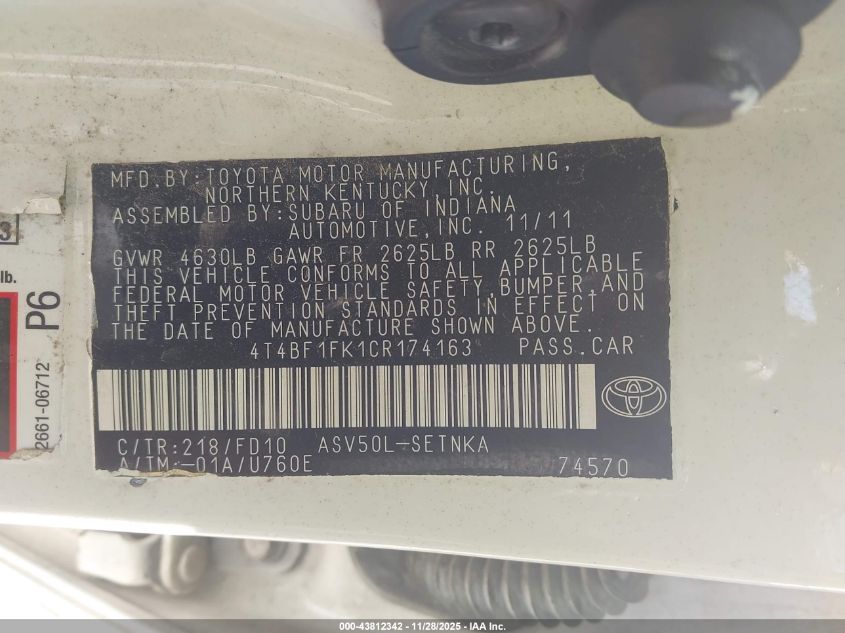 MFD.BY:TOYOTA MOTOR MANUFACTURING,
NORTHERN KENTUCKY, INC.
ASSEMBLED BY:SUBARU OF INDIANA
AUTOMOTIVE, INC. 11/11
GVWR 4630LB GAWR FR 2625LB RR 2625LB
THIS VEHICLE CONFORMS TO ALL APPLICABLE
FEDERAL MOTOR VEHICLE SAFETY,BUMPER,AND
THEFT PREVENTION STANDARDS IN EFFECT ON
THE DATE OF MANUFACTURE SHOWN ABOVE.
4T4BF1FK1CR174163 PASS.CAR
C/TR:218/FD10 ASV50L-SETNKA
A/TM:-01A/U760E 74570
3
lb.
P6
2661-06712
000-43812342 - 11/28/2025 - IAA Inc.